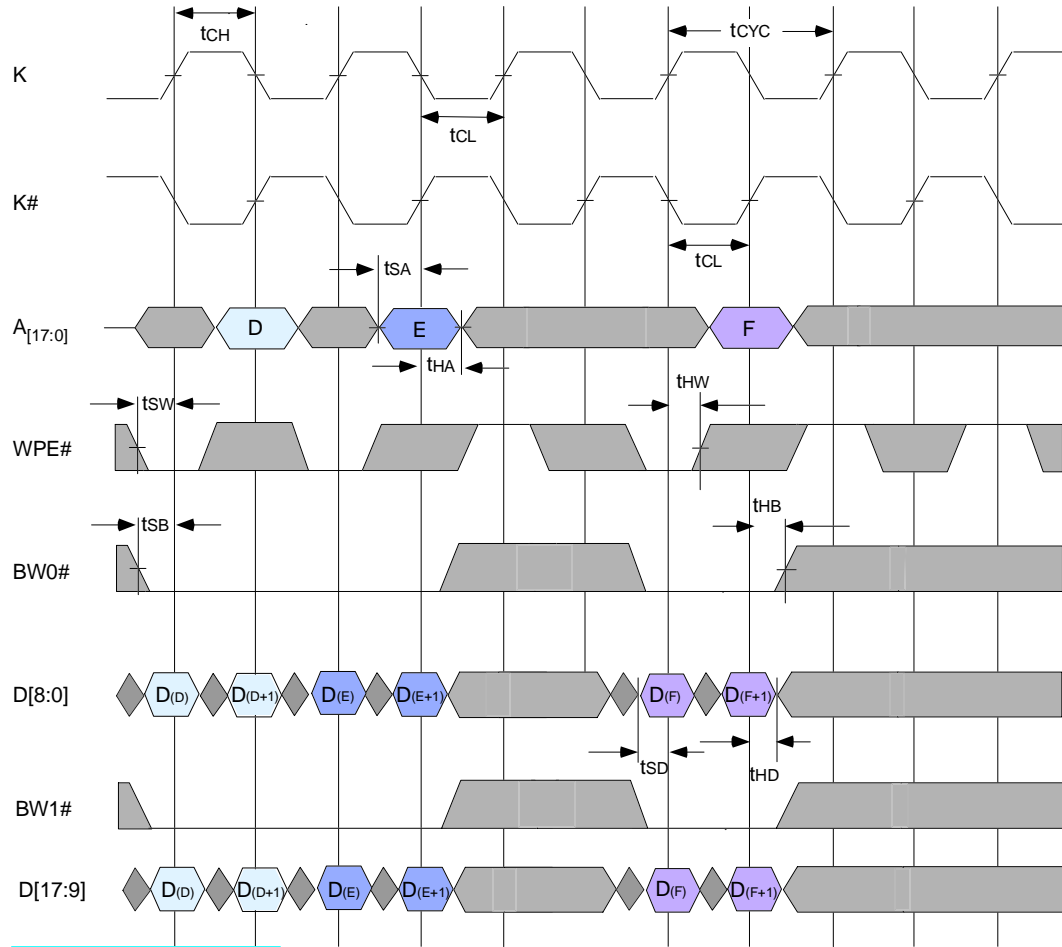 tCH
tCYC
K
tCL
K#
tCL
tSA
A[17:0]
D
E
F
tHA
tHW
tSW
WPE#
tHB
tSB
BW0#
D[8:0]
D(D)
D(D+1)
D(E)
D(E+1)
D(F)
D(F+1)
tSD
tHD
BW1#
D[17:9]
D(D)
D(D+1)
D(E)
D(E+1)
D(F)
D(F+1)